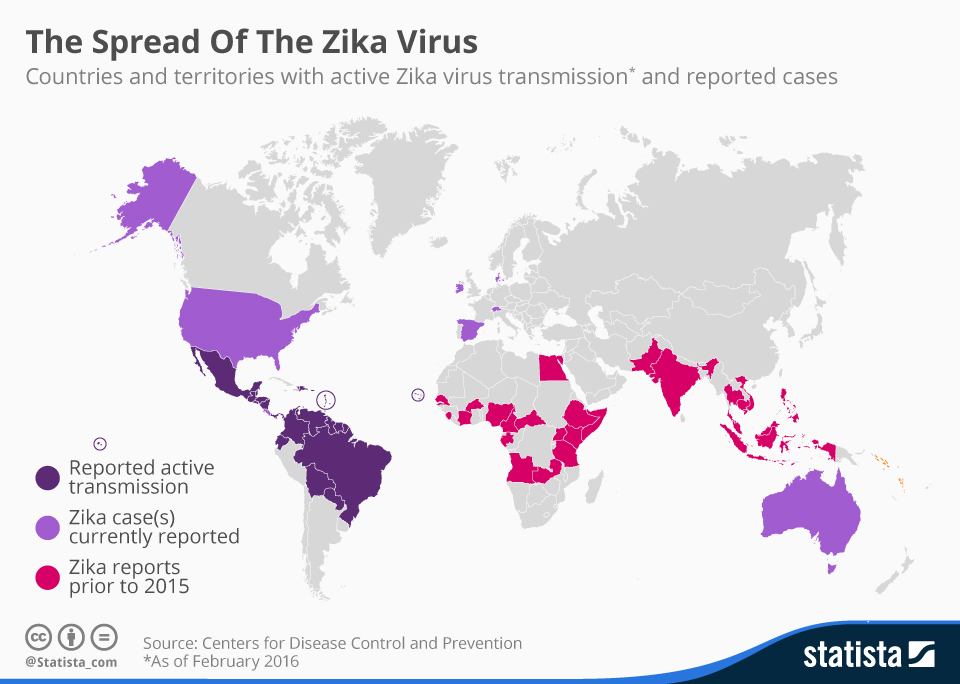 The Spread Of The Zika Virus
Countries and territories with active Zika virus transmission* and reported cases
Reported active
transmission
Zika case(s)
currently reported
Zika reports
prior to 2015
cc
@Statista_com
Source: Centers for Disease Control and Prevention
*As of February 2016
statista